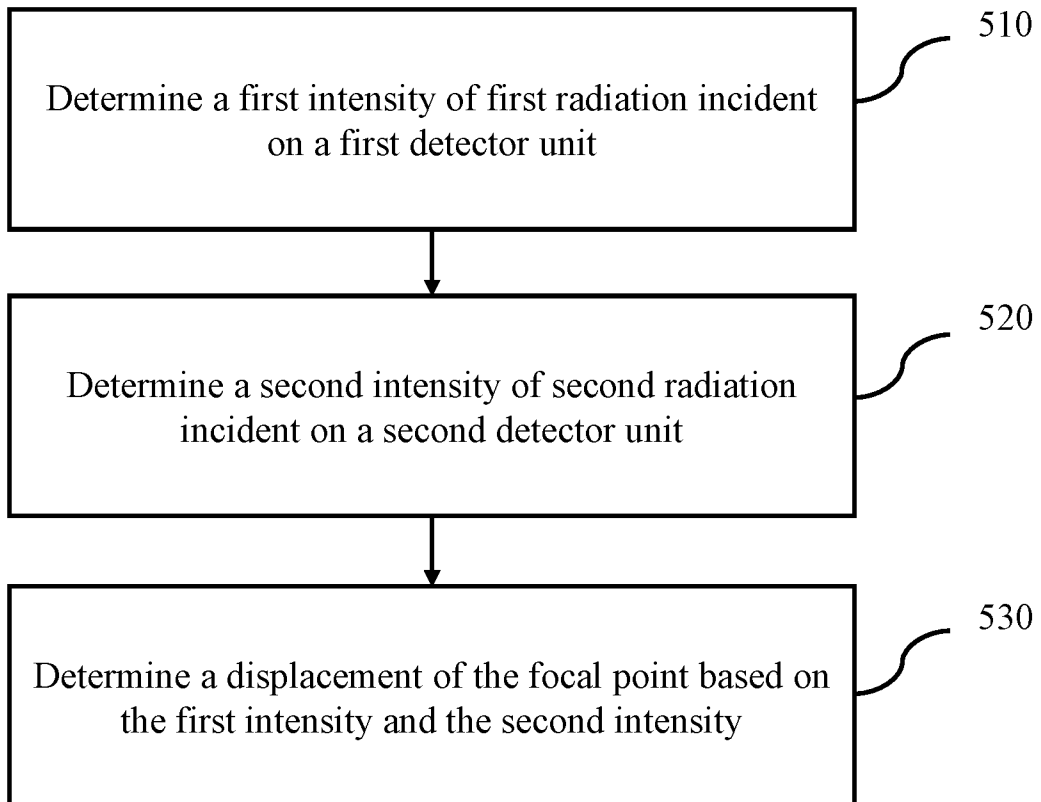 510
Determine a first intensity of first radiation incident
on a first detector unit
520
Determine a second intensity of second radiation
incident on a second detector unit
530
Determine a displacement of the focal point based on
the first intensity and the second intensity